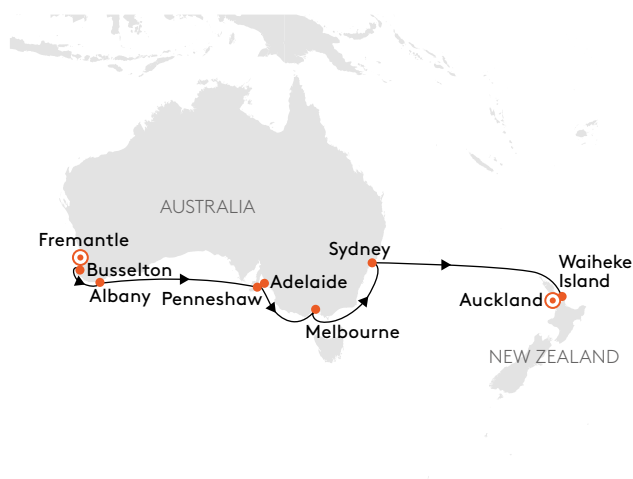 AUSTRALIA
Fremantle
Sydney
Waiheke
Island
Busselton
Adelaide
Albany
Penneshaw
Auckland
Melbourne
NEW ZEALAND